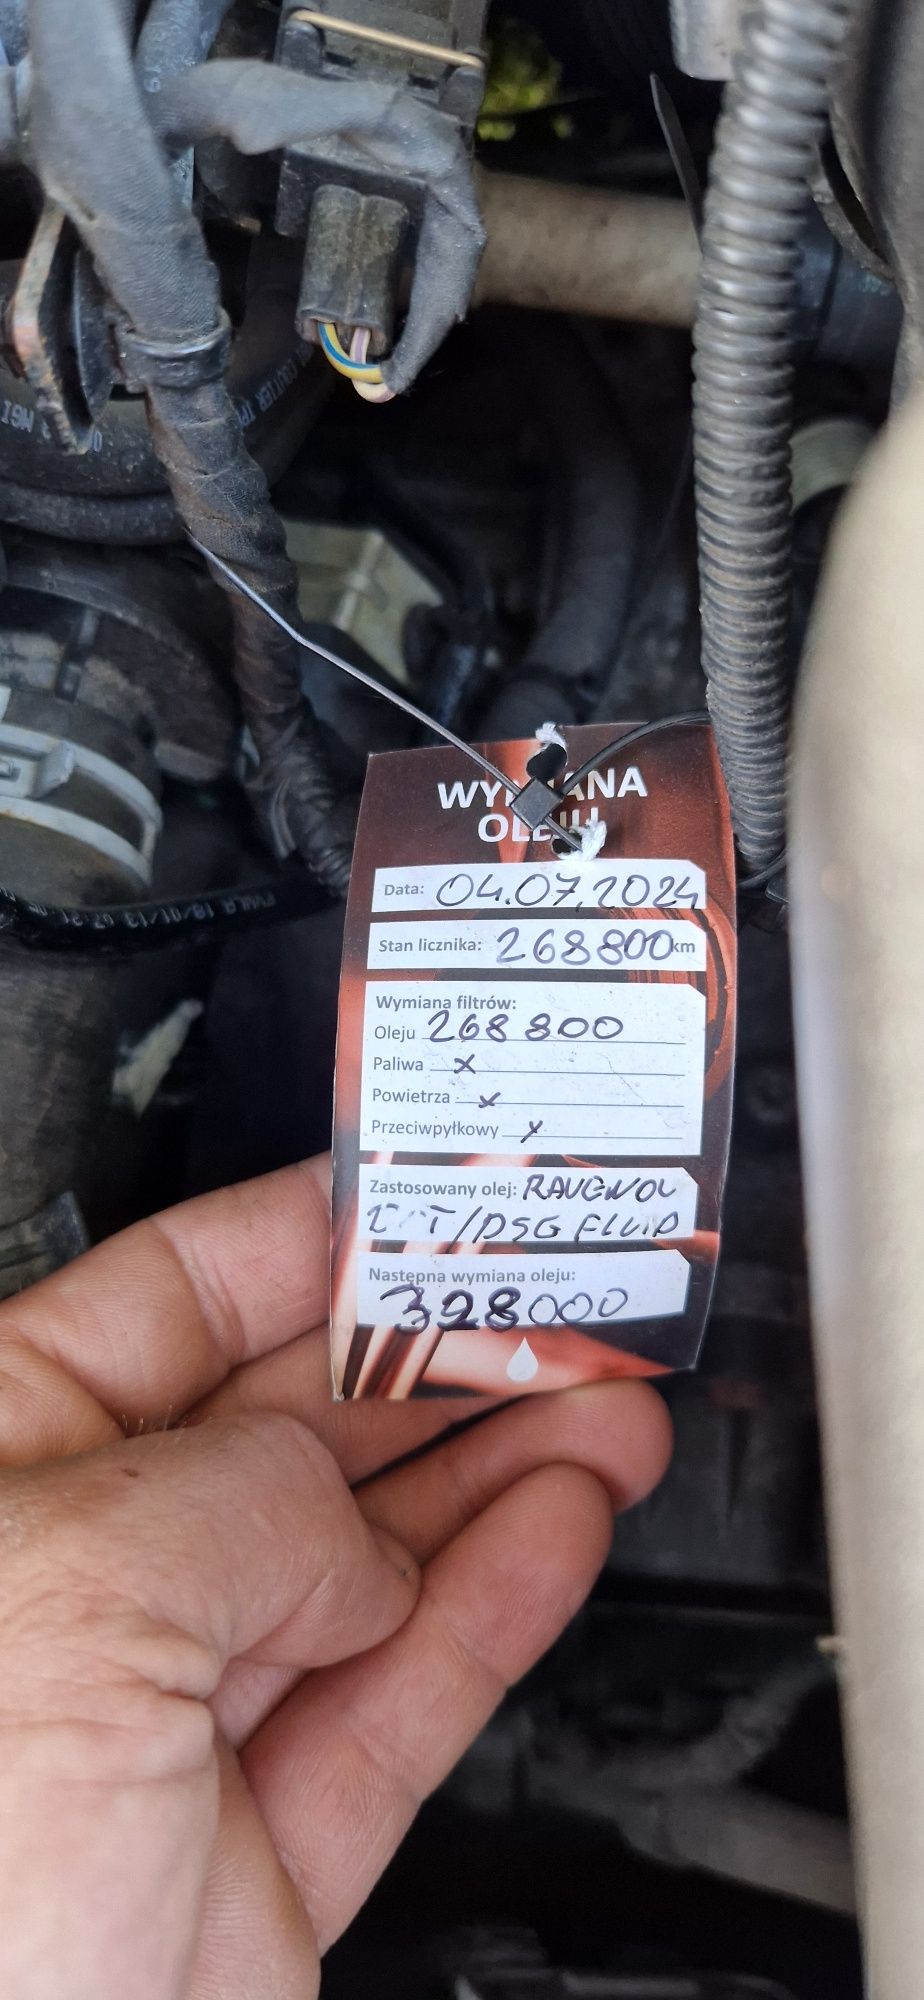 WYMIANA
OLEJU
Data: 04.07.2024
Stan licznika: 268800 km
Wymiana filtrów:
Oleju 268 800
Paliwa x
Powietrza x
Przeciwpyłkowy x
Zastosowany olej: RAVENOL
/DSG FLUID
Następna wymiana oleju:
328000